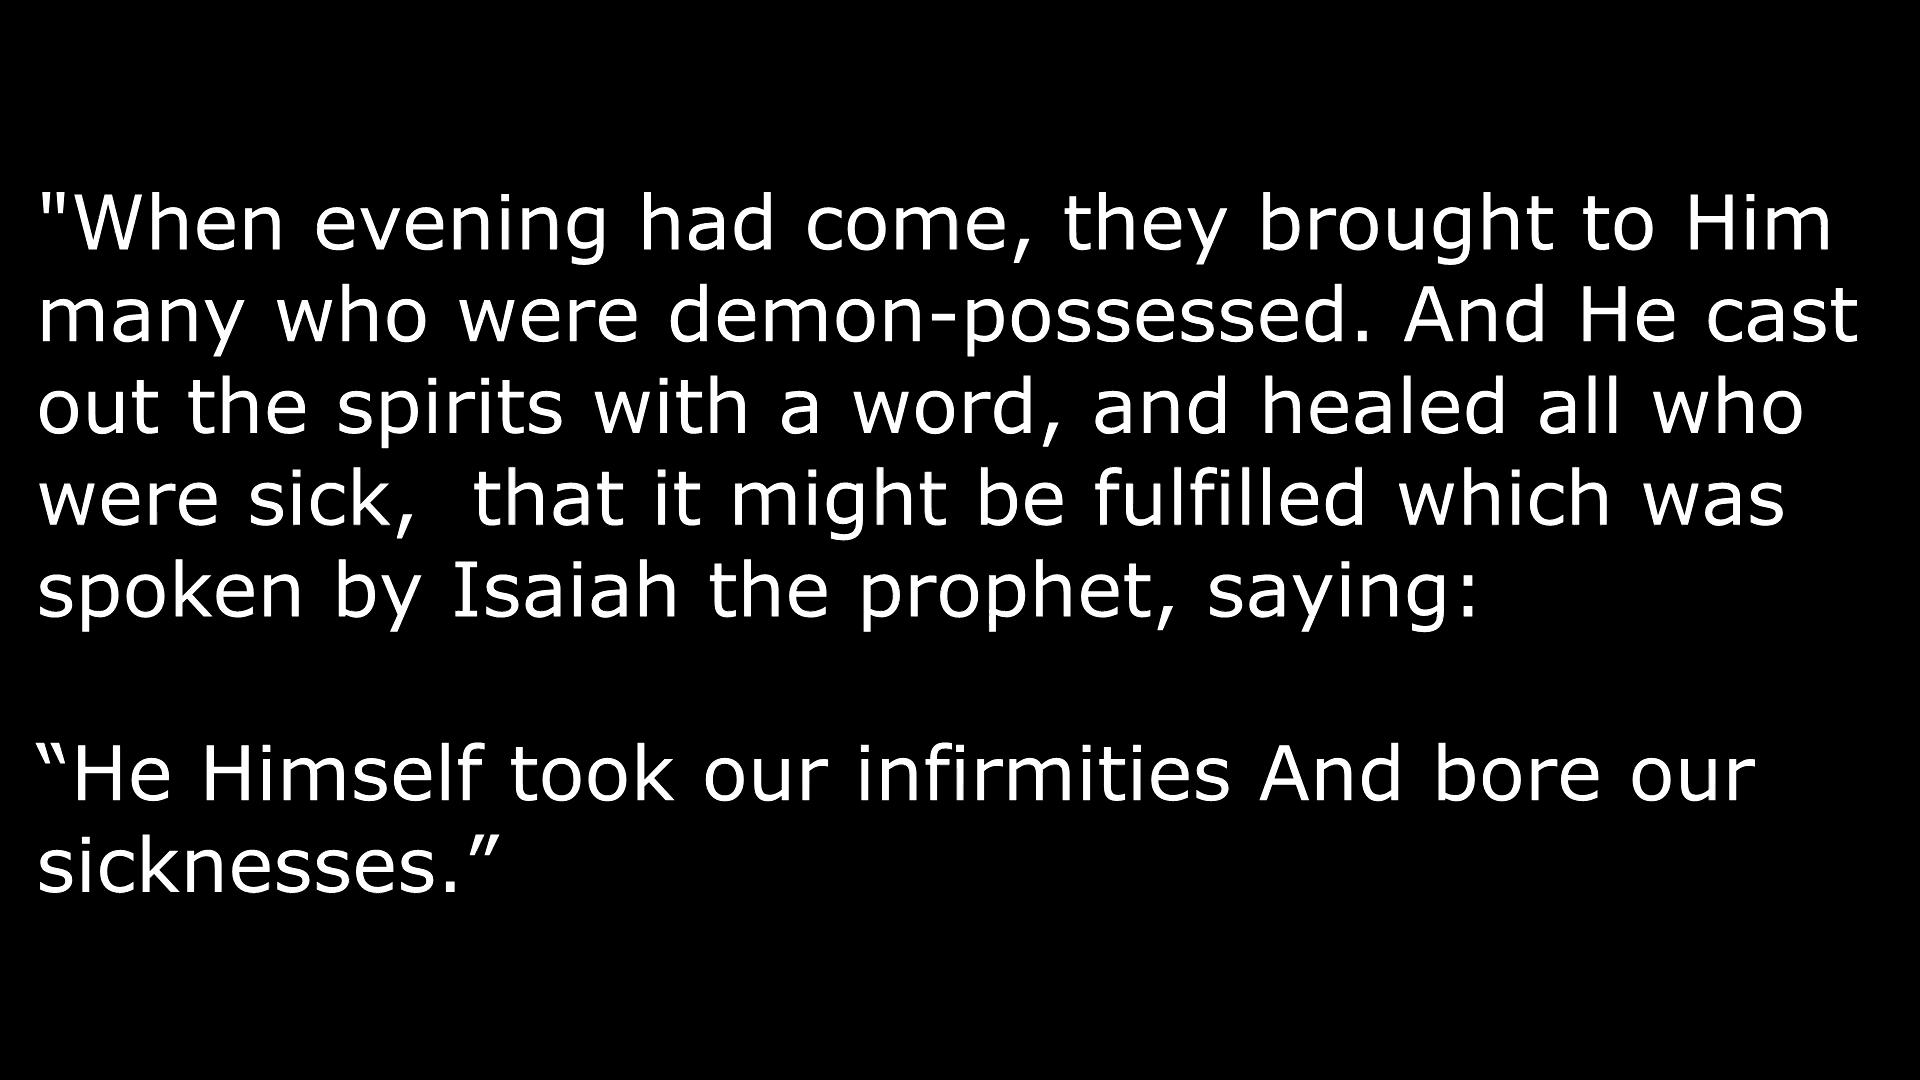 "When evening had come, they brought to Him
many who were demon-possessed. And He cast
out the spirits with a word, and healed all who
were sick,  that it might be fulfilled which was
spoken by Isaiah the prophet, saying:
“He Himself took our infirmities And bore our
sicknesses.”